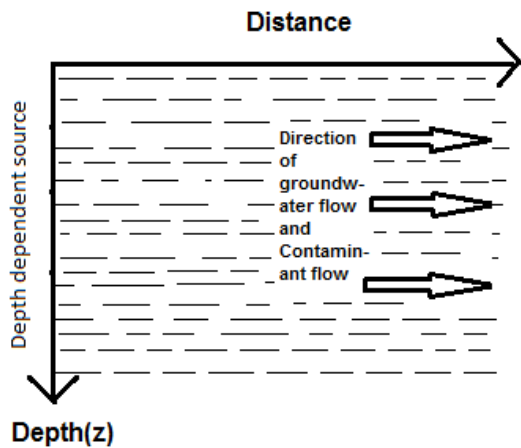 Distance
Depth dependent source
Direction
of
groundw-
ater flow
and
Contamin-
ant flow
Depth(z)